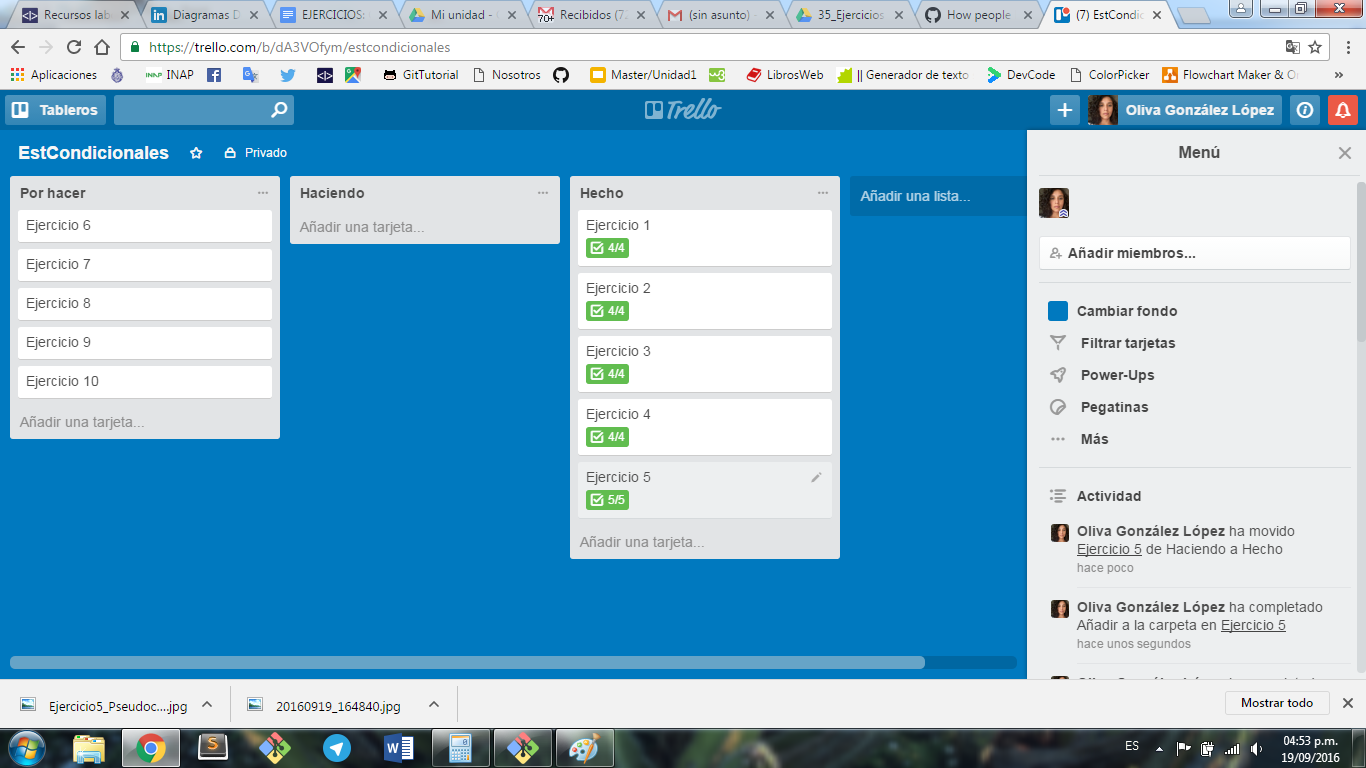 Recursos lab
Diagramas D
EJERCICIOS:
Mi unidad -
Recibidos (7
70+
(sin asunto) -
35_Ejercicios
How people
(7) EstCondic
https://trello.com/b/dA3VOfym/estcondicionales
Aplicaciones
INAP INAP
GitTutorial
Nosotros
Master/Unidad1
w3
LibrosWeb
|| Generador de texto
DevCode
ColorPicker
Flowchart Maker & O
»
Tableros
Trello
Oliva González López
EstCondicionales
Privado
Por hacer
Ejercicio 6
Ejercicio 7
Ejercicio 8
Ejercicio 9
Ejercicio 10
Añadir una tarjeta...
Haciendo
Añadir una tarjeta...
Hecho
Ejercicio 1
4/4
Ejercicio 2
4/4
Ejercicio 3
4/4
Ejercicio 4
4/4
Ejercicio 5
5/5
Añadir una tarjeta...
Añadir una lista...
Menú
Añadir miembros...
Cambiar fondo
Filtrar tarjetas
Power-Ups
Pegatinas
Más
Actividad
Oliva González López ha movido
Ejercicio 5 de Haciendo a Hecho
hace poco
Oliva González López ha completado
Añadir a la carpeta en Ejercicio 5
hace unos segundos
Ejercicio5_Pseudoc....jpg
20160919_164840.jpg
Mostrar todo
ES
04:53 p.m.
19/09/2016